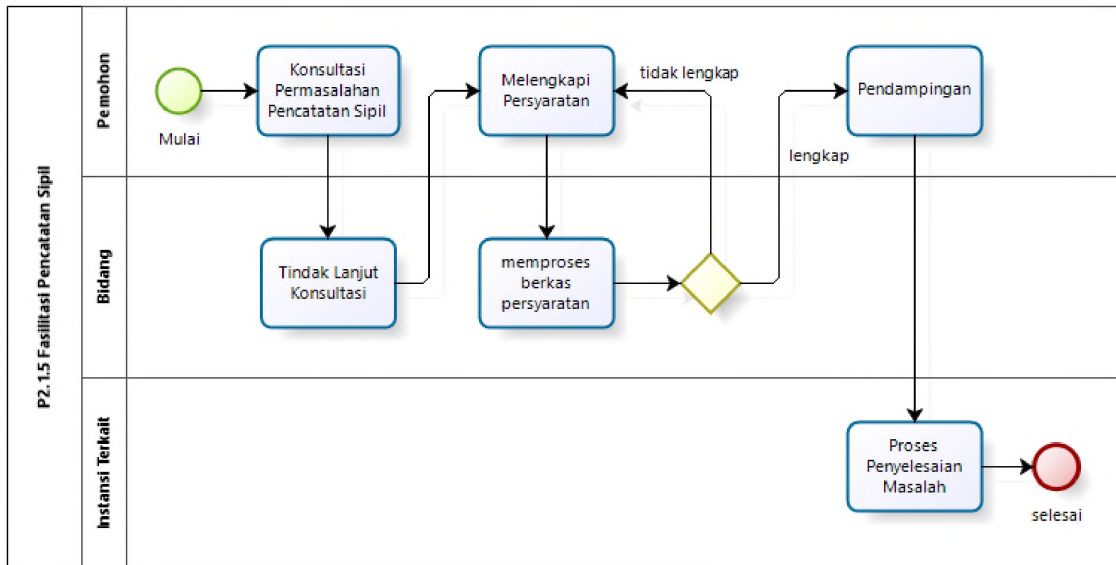 P2.1.5 Fasilitasi Pencatatan Sipil
Pemohon
Mulai
Konsultasi
Permasalahan
Pencatatan Sipil
Melengkapi
Persyaratan
tidak lengkap
lengkap
Pendampingan
Bidang
Tindak Lanjut
Konsultasi
memproses
berkas
persyaratan
Instansi Terkait
Proses
Penyelesaian
Masalah
selesai